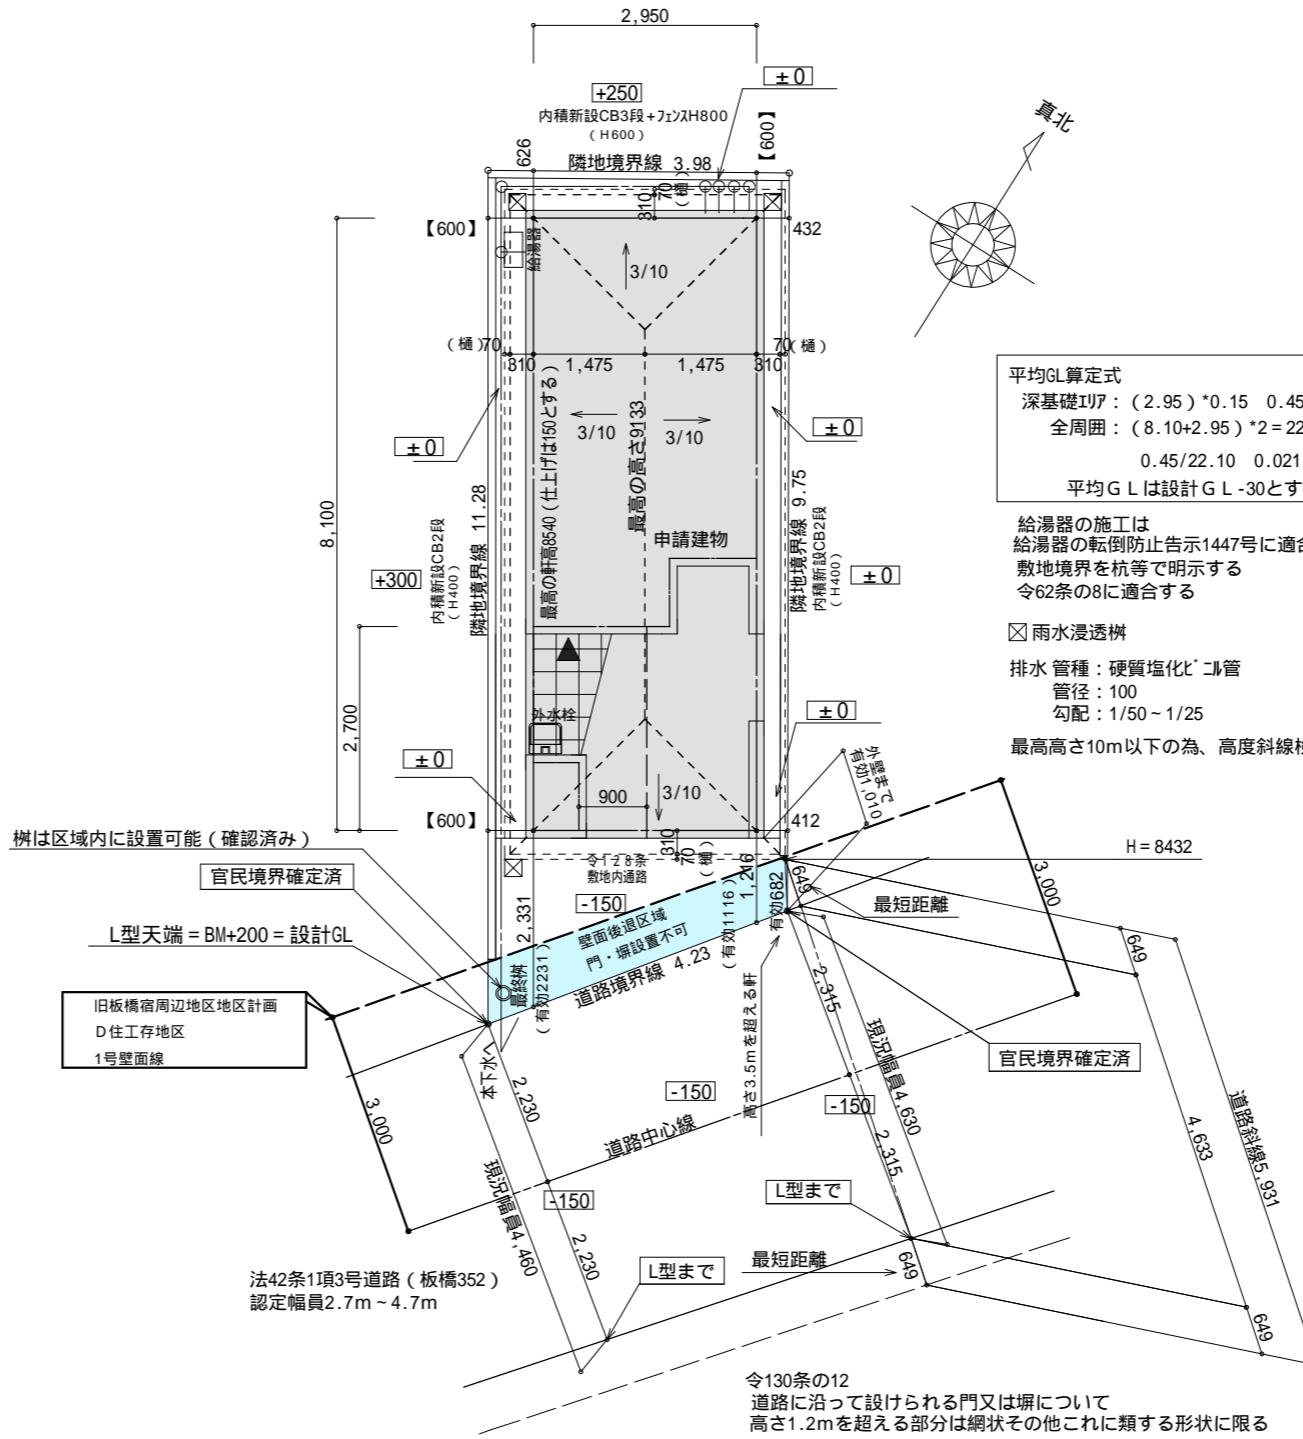 2,950
±0
+250
内積新設CB3段+フェンスH800
(H600)
【600】
626
隣地境界線 3.98
真北
310
70
(樋)
【600】
432
給湯器
3/10
(樋)70
310
1,475
1,475
310
70(樋)
3/10
3/10
最高の軒高8540(仕上げは150とする)
最高の高さ9133
±0
±0
8,100
隣地境界線 11.28
内積新設CB2段
(H400)
+300
隣地境界線 9.75
内積新設CB2段
(H400)
±0
申請建物
平均GL算定式
深基礎エリア:(2.95)*0.15 0.45
全周囲:(8.10+2.95)*2=22
0.45/22.10 0.021
平均GLは設計GL-30とす
給湯器の施工は
給湯器の転倒防止告示1447号に適合
敷地境界を杭等で明示する
令62条の8に適合する
雨水浸透桝
排水 管種:硬質塩化ビニル管
管径:100
勾配:1/50~1/25
最高高さ10m以下の為、高度斜線検
2,700
外水栓
±0
±0
外壁まで
有効1,010
900
3/10
【600】
412
310
70
(樋)
桝は区域内に設置可能(確認済み)
令128条
敷地内通路
H=8432
官民境界確定済
-150
2,331
(有効2231)
1,216
(有効1116)
有効682
649
最短距離
3,000
L型天端=BM+200=設計GL
壁面後退区域
門・塀設置不可
道路境界線 4.23
最終桝
649
旧板橋宿周辺地区地区計画
D住工存地区
1号壁面線
本下水へ
高さ3.5mを超える軒
2,315
現況幅員4,630
官民境界確定済
3,000
2,230
-150
-150
道路中心線
2,315
4,633
道路斜線5,931
現況幅員4,460
-150
L型まで
2,230
L型まで
最短距離
649
649
法42条1項3号道路(板橋352)
認定幅員2.7m~4.7m
令130条の12
道路に沿って設けられる門又は塀について
高さ1.2mを超える部分は網状その他これに類する形状に限る